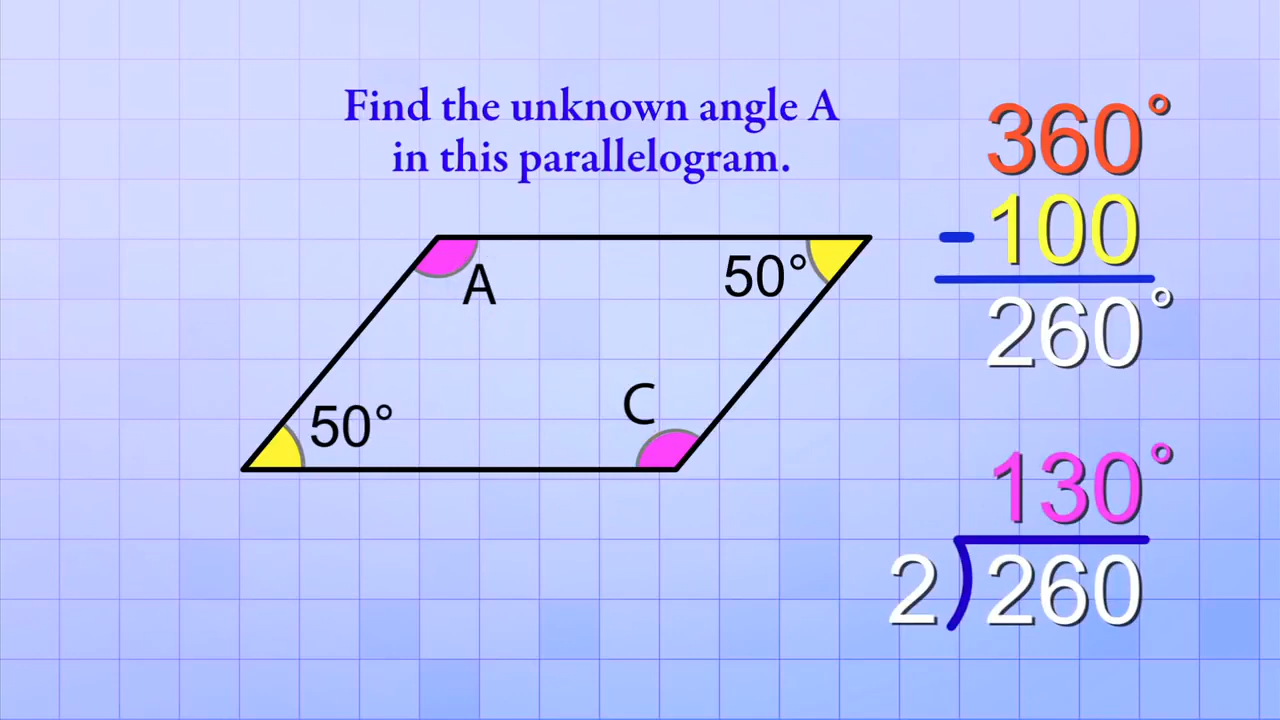 Find the unknown angle A
in this parallelogram.
A
50°
50°
C
360°
-100
260°
130°
2)260